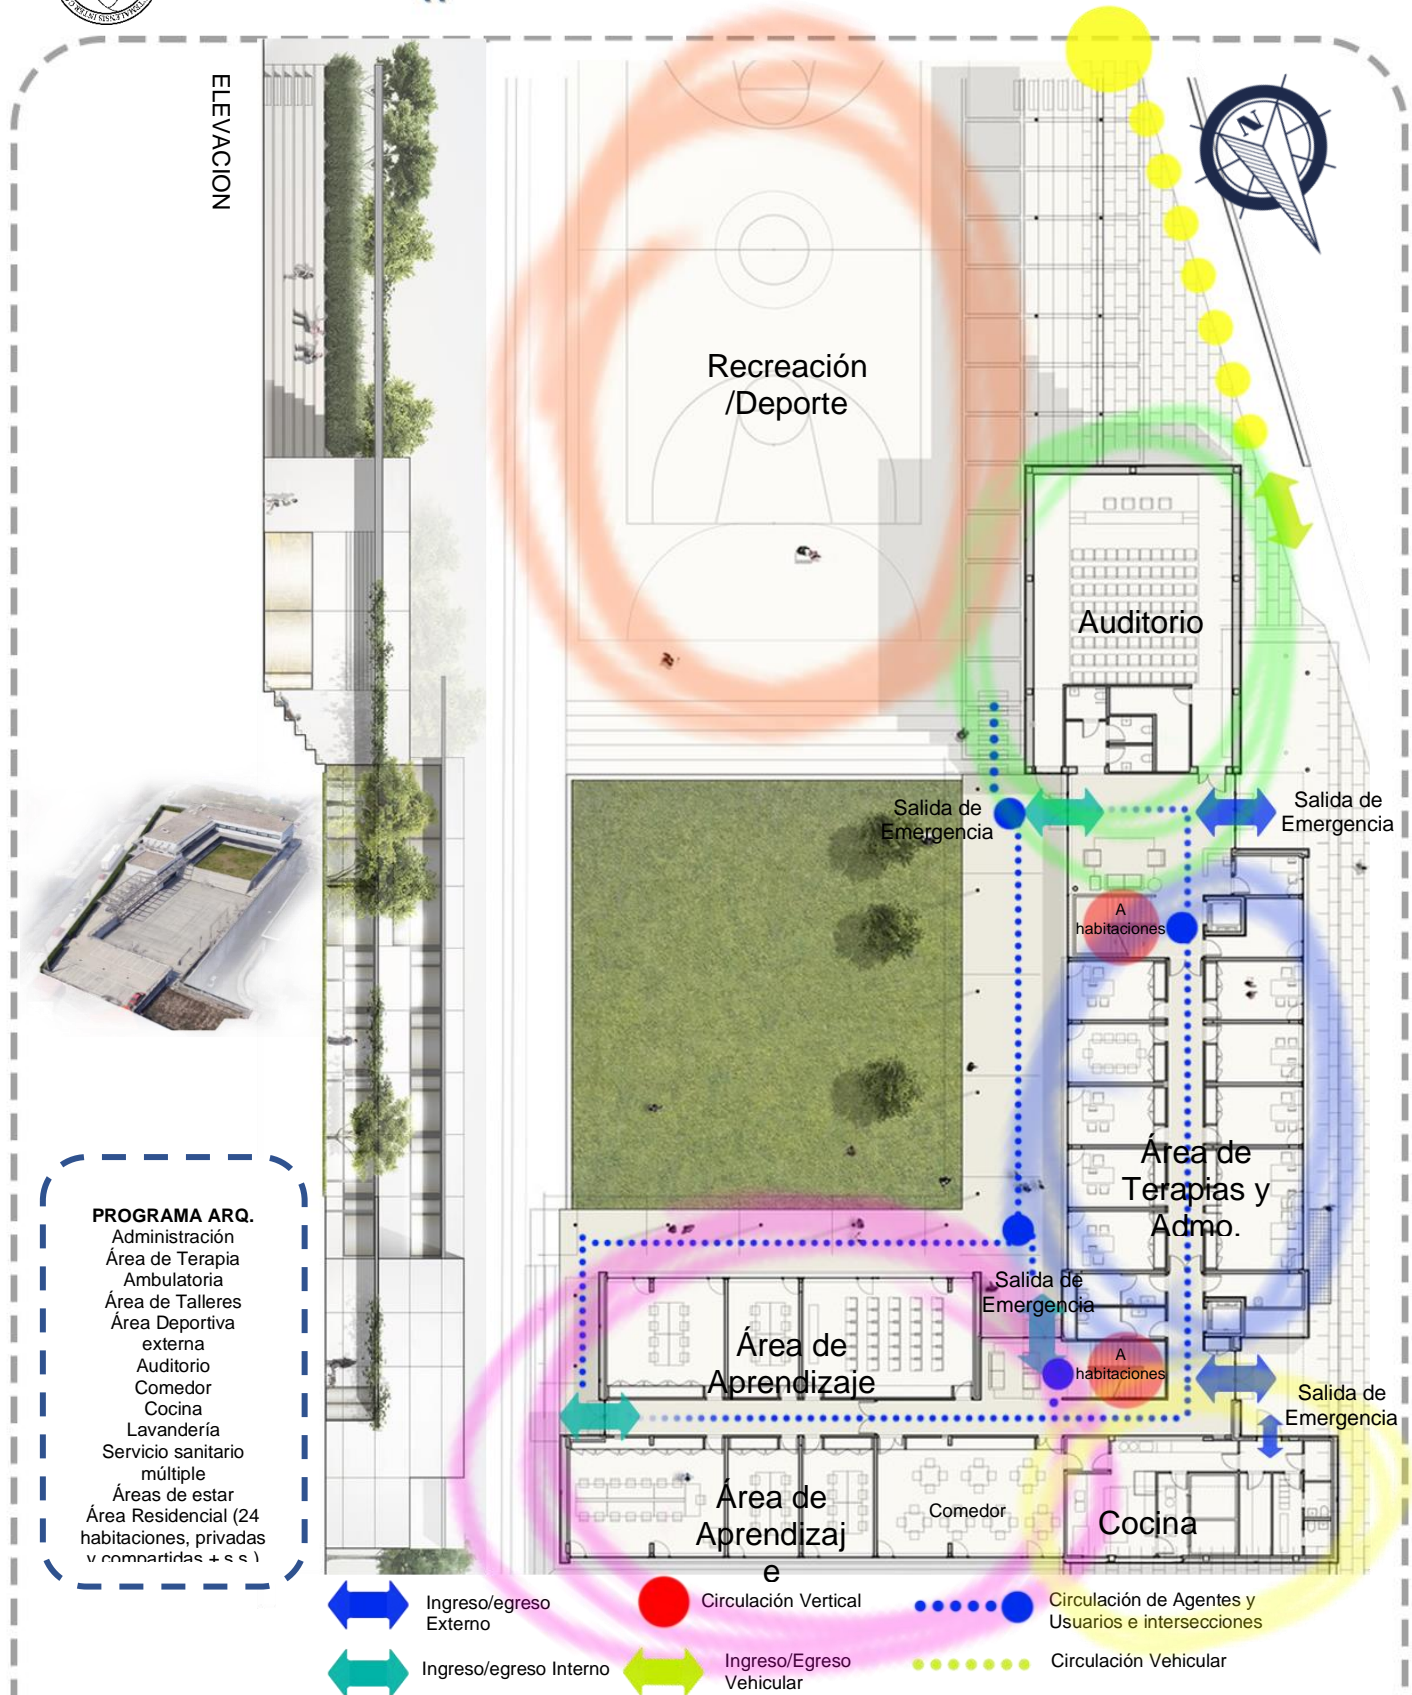 TEMALENSIS INTER
ELEVACION
N
Recreación
/Deporte
Auditorio
Salida de
Emergencia
Salida de
Emergencia
A
habitaciones
Área de
Terapias y
Admo.
Salida de
Emergencia
A
habitaciones
Área de
Aprendizaje
Salida de
Emergencia
Área de
Aprendizaj
e
Comedor
Cocina
PROGRAMA ARQ.
Administración
Área de Terapia
Ambulatoria
Área de Talleres
Área Deportiva
externa
Auditorio
Comedor
Cocina
Lavandería
Servicio sanitario
múltiple
Áreas de estar
Área Residencial (24
habitaciones, privadas
y compartidas + s.s.)
Ingreso/egreso
Externo
Circulación Vertical
Circulación de Agentes y
Usuarios e intersecciones
Ingreso/egreso Interno
Ingreso/Egreso
Vehicular
Circulación Vehicular